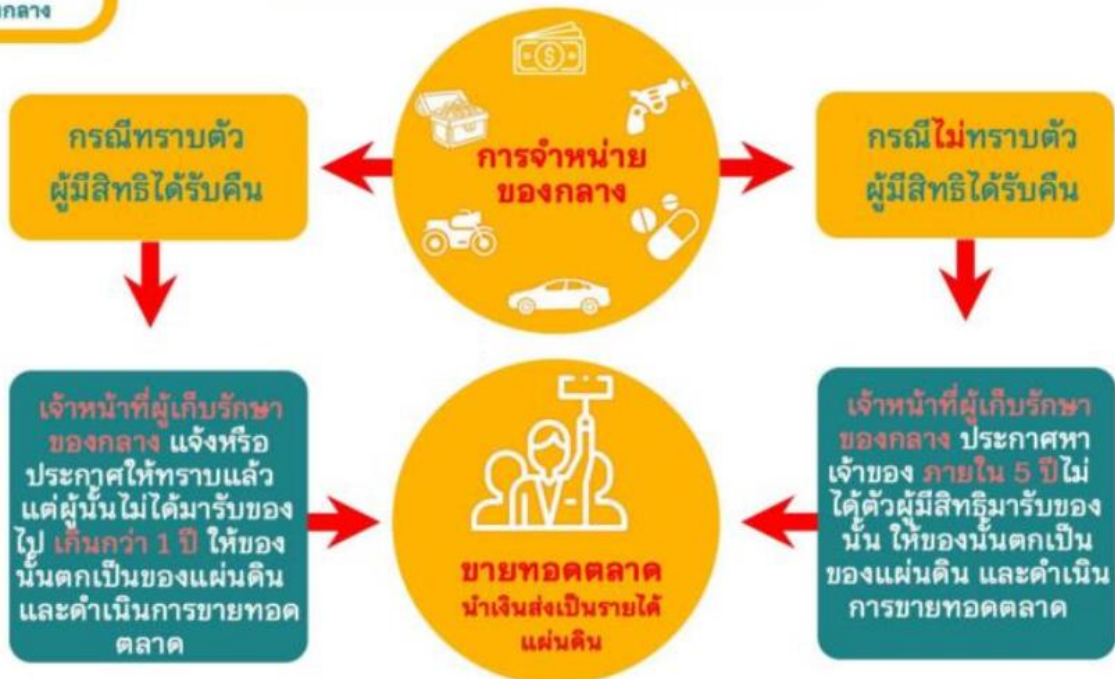 การจำหน่าย
ของกลาง
กรณีทราบตัว
ผู้มีสิทธิได้รับคืน
กรณีไม่ทราบตัว
ผู้มีสิทธิได้รับคืน
เจ้าหน้าที่ผู้เก็บรักษา
ของกลาง แจ้งหรือ
ประกาศให้ทราบแล้ว
แต่ผู้นั้นไม่ได้มารับของ
ไป เกินกว่า 1 ปี ให้ของ
นั้นตกเป็นของแผ่นดิน
และดำเนินการขายทอด
ตลาด
เจ้าหน้าที่ผู้เก็บรักษา
ของกลาง ประกาศหา
เจ้าของ ภายใน 5 ปีไม่
ได้ตัวผู้มีสิทธิมารับของ
นั้น ให้ของนั้นตกเป็น
ของแผ่นดิน และดำเนิน
การขายทอดตลาด
ขายทอดตลาด
นำเงินส่งเป็นรายได้
แผ่นดิน